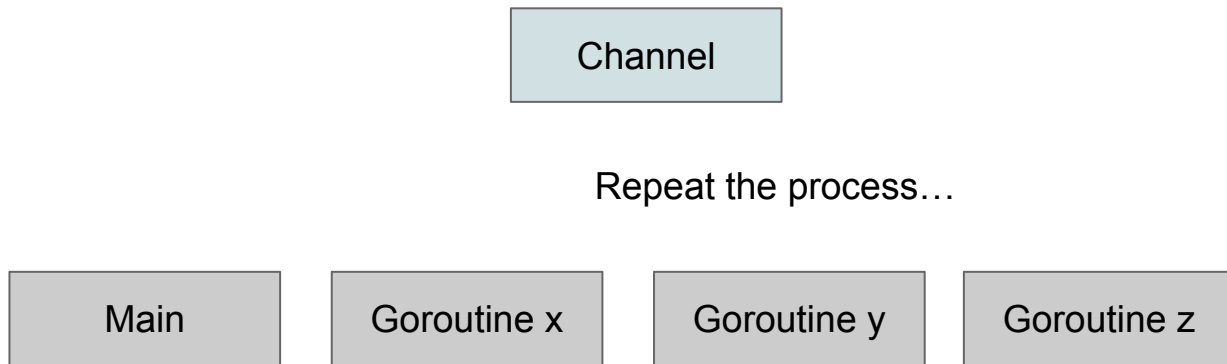 Channel
Repeat the process…
Main
Goroutine x
Goroutine y
Goroutine z